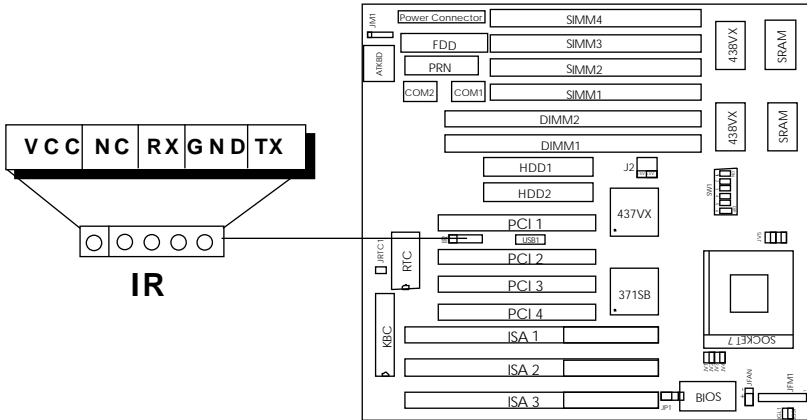 JM1
Power Connector
SIMM4
FDD
SIMM3
ATKBD
PRN
SIMM2
438VX
SRAM
COM2
COM1
SIMM1
DIMM2
438VX
SRAM
DIMM1
VCC NC RX GND TX
HDD1
J2
HDD2
SW1
437VX
PCI 1
USB1
JRTC1
RTC
PCI 2
IR
PCI 3
371SB
PCI 4
SOCKET 7
KBC
ISA 1
ISA 2
JFAN
JFM1
ISA 3
JP1
BIOS